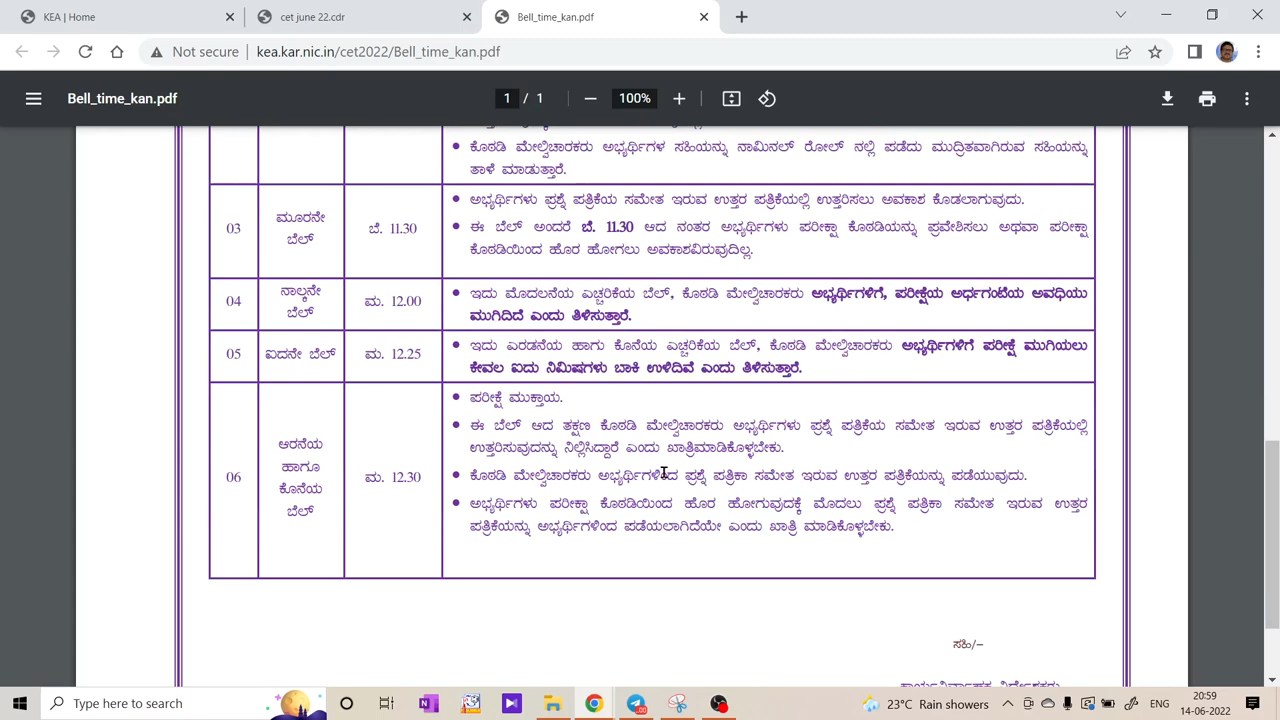 KEA | Home
cet june 22.cdr
Bell_time_kan.pdf
Not secure
kea.kar.nic.in/cet2022/Bell_time_kan.pdf
Bell_time_kan.pdf
1 / 1
100%
ಕೊಠಡಿ ಮೇಲ್ವಿಚಾರಕರು ಅಭ್ಯರ್ಥಿಗಳ ಸಹಿಯನ್ನು ನಾಮಿನಲ್ ರೋಲ್ ನಲ್ಲಿ ಪಡೆದು ಮುದ್ರಿತವಾಗಿರುವ ಸಹಿಯನ್ನು
ತಾಳೆ ಮಾಡುತ್ತಾರೆ.
03
ಮೂರನೇ
ಬೆಲ್
ಬೆ. 11.30
ಅಭ್ಯರ್ಥಿಗಳು ಪ್ರಶ್ನೆ ಪತ್ರಿಕೆಯ ಸಮೇತ ಇರುವ ಉತ್ತರ ಪತ್ರಿಕೆಯಲ್ಲಿ ಉತ್ತರಿಸಲು ಅವಕಾಶ ಕೊಡಲಾಗುವುದು.
ಈ ಬೆಲ್ ಅಂದರೆ ಬೆ. 11.30 ಆದ ನಂತರ ಅಭ್ಯರ್ಥಿಗಳು ಪರೀಕ್ಷಾ ಕೊಠಡಿಯನ್ನು ಪ್ರವೇಶಿಸಲು ಅಥವಾ ಪರೀಕ್ಷಾ
ಕೊಠಡಿಯಿಂದ ಹೊರ ಹೋಗಲು ಅವಕಾಶವಿರುವುದಿಲ್ಲ.
04
ನಾಲ್ಕನೇ
ಬೆಲ್
ಮ. 12.00
ಇದು ಮೊದಲನೆಯ ಎಚ್ಚರಿಕೆಯ ಬೆಲ್, ಕೊಠಡಿ ಮೇಲ್ವಿಚಾರಕರು ಅಭ್ಯರ್ಥಿಗಳಿಗೆ, ಪರೀಕ್ಷೆಯ ಅರ್ಧಗಂಟೆಯ ಅವಧಿಯು
ಮುಗಿದಿದೆ ಎಂದು ತಿಳಿಸುತ್ತಾರೆ.
05
ಐದನೇ ಬೆಲ್
ಮ. 12.25
ಇದು ಎರಡನೆಯ ಹಾಗು ಕೊನೆಯ ಎಚ್ಚರಿಕೆಯ ಬೆಲ್, ಕೊಠಡಿ ಮೇಲ್ವಿಚಾರಕರು ಅಭ್ಯರ್ಥಿಗಳಿಗೆ ಪರೀಕ್ಷೆ ಮುಗಿಯಲು
ಕೇವಲ ಐದು ನಿಮಿಷಗಳು ಬಾಕಿ ಉಳಿದಿವೆ ಎಂದು ತಿಳಿಸುತ್ತಾರೆ.
06
ಆರನೆಯ
ಹಾಗೂ
ಕೊನೆಯ
ಬೆಲ್
ಮ. 12.30
ಪರೀಕ್ಷೆ ಮುಕ್ತಾಯ.
ಈ ಬೆಲ್ ಆದ ತಕ್ಷಣ ಕೊಠಡಿ ಮೇಲ್ವಿಚಾರಕರು ಅಭ್ಯರ್ಥಿಗಳು ಪ್ರಶ್ನೆ ಪತ್ರಿಕೆಯ ಸಮೇತ ಇರುವ ಉತ್ತರ ಪತ್ರಿಕೆಯಲ್ಲಿ
ಉತ್ತರಿಸುವುದನ್ನು ನಿಲ್ಲಿಸಿದ್ದಾರೆ ಎಂದು ಖಾತ್ರಿಮಾಡಿಕೊಳ್ಳಬೇಕು.
ಕೊಠಡಿ ಮೇಲ್ವಿಚಾರಕರು ಅಭ್ಯರ್ಥಿಗಳಿಂದ ಪ್ರಶ್ನೆ ಪತ್ರಿಕಾ ಸಮೇತ ಇರುವ ಉತ್ತರ ಪತ್ರಿಕೆಯನ್ನು ಪಡೆಯುವುದು.
ಅಭ್ಯರ್ಥಿಗಳು ಪರೀಕ್ಷಾ ಕೊಠಡಿಯಿಂದ ಹೊರ ಹೋಗುವುದಕ್ಕೆ ಮೊದಲು ಪ್ರಶ್ನೆ ಪತ್ರಿಕಾ ಸಮೇತ ಇರುವ ಉತ್ತರ
ಪತ್ರಿಕೆಯನ್ನು ಅಭ್ಯರ್ಥಿಗಳಿಂದ ಪಡೆಯಲಾಗಿದೆಯೇ ಎಂದು ಖಾತ್ರಿ ಮಾಡಿಕೊಳ್ಳಬೇಕು.
ಸಹಿ/–
Type here to search
23°C Rain showers
ENG
20:59
14-06-2022